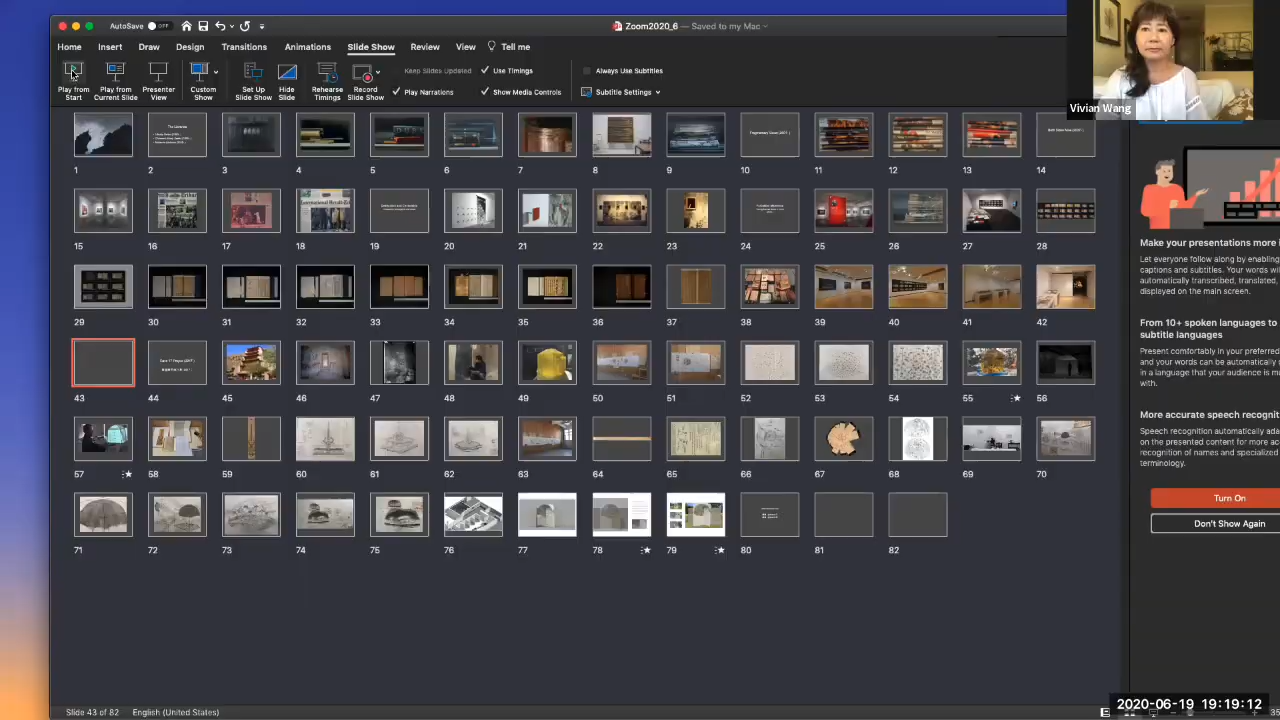 AutoSave OFF
Zoom2020_6 — Saved to my Mac
Home Insert Draw Design Transitions Animations Slide Show Review View Tell me
Play from Start
Play from Current Slide
Presenter View
Custom Show
Set Up Slide Show
Hide Slide
Rehearse Timings
Record Slide Show
Keep Slides Updated
Use Timings
Play Narrations
Show Media Controls
Always Use Subtitles
Subtitle Settings
Vivian Wang
1 2 3 4 5 6 7 8 9 10 11 12 13 14
15 16 17 18 19 20 21 22 23 24 25 26 27 28
29 30 31 32 33 34 35 36 37 38 39 40 41 42
43 44 45 46 47 48 49 50 51 52 53 54 55 56
57 58 59 60 61 62 63 64 65 66 67 68 69 70
71 72 73 74 75 76 77 78 79 80 81 82
Make your presentations more
Let everyone follow along by enabling
captions and subtitles. Your words will
automatically transcribed, translated,
displayed on the main screen.
From 10+ spoken languages to
subtitle languages
Present comfortably in your preferred
and your words can be automatically
in a language that your audience is
with.
More accurate speech
Speech recognition automatically
on the presented content for more
recognition of names and specialized
terminology.
Turn On
Don't Show Again
Slide 43 of 82 English (United States)
2020-06-19 19:19:12